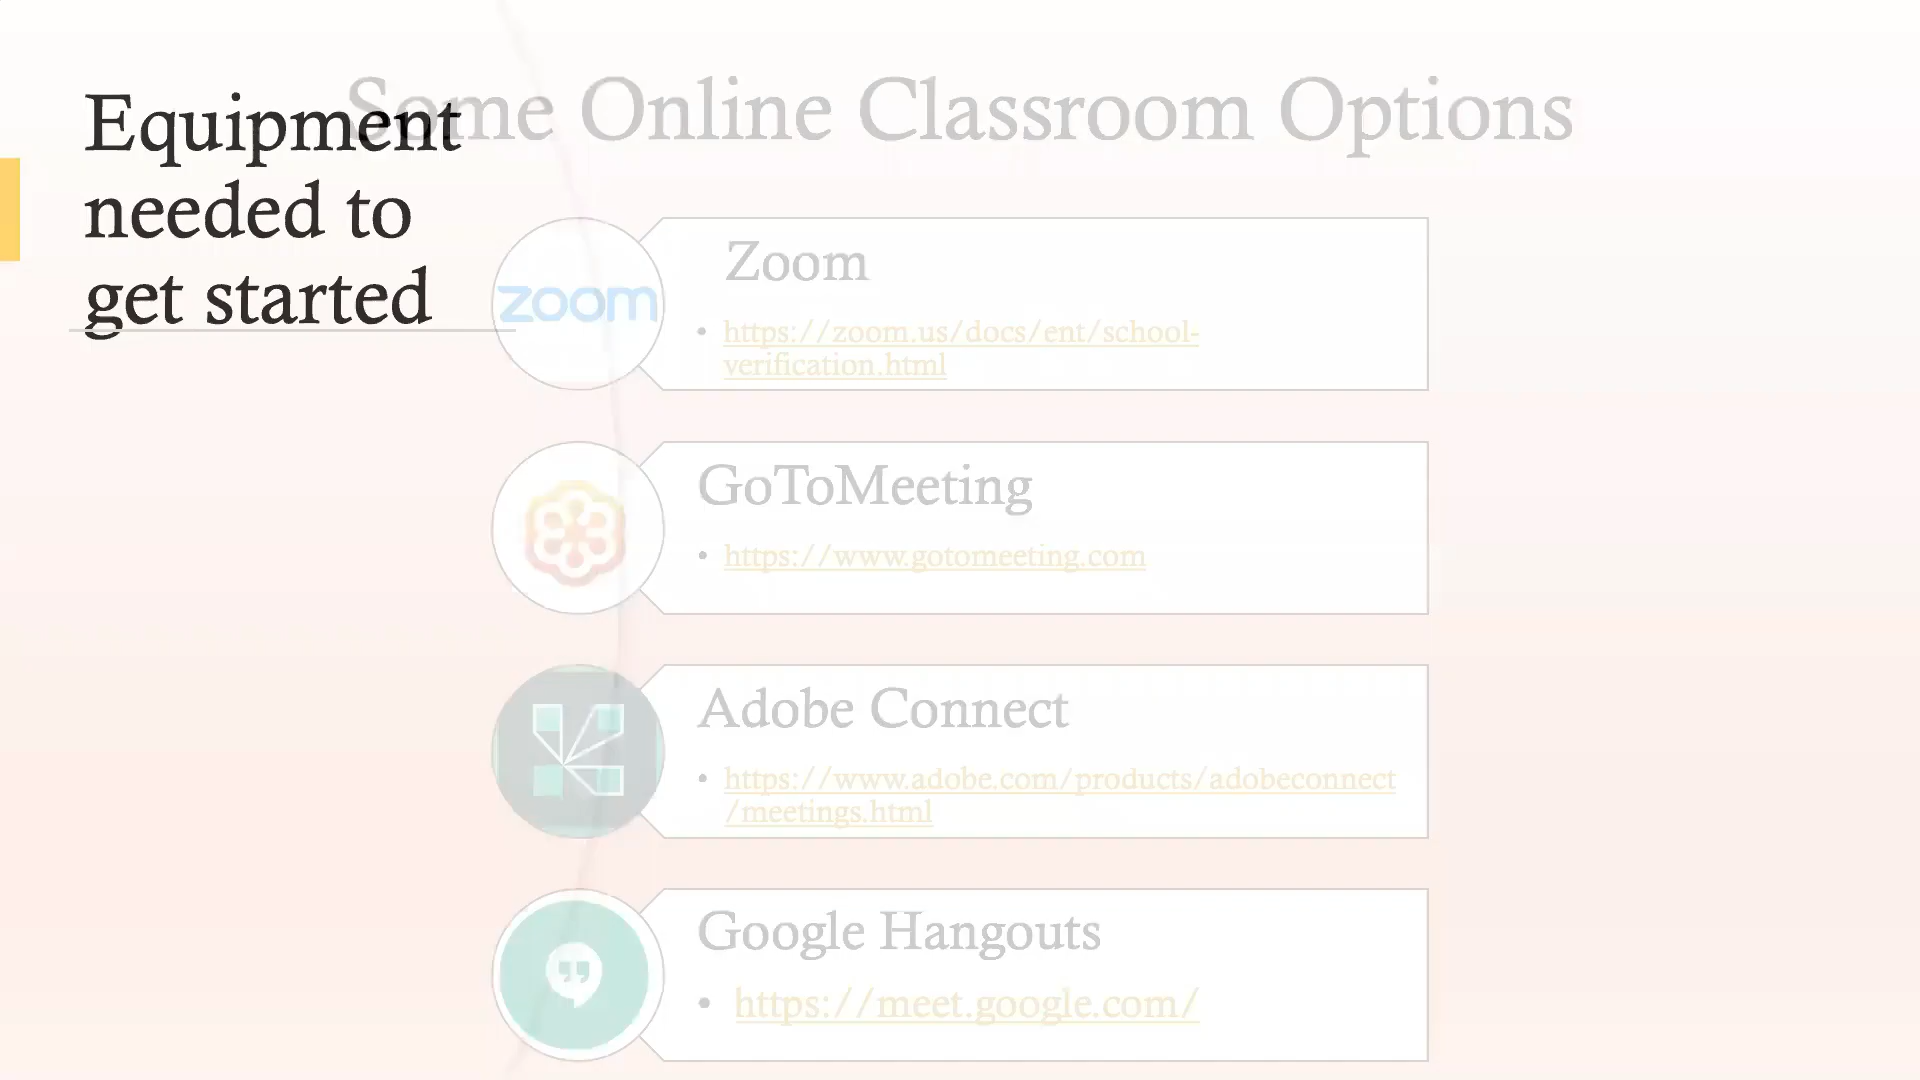 Equipment
needed to
get started
Some Online Classroom Options
zoom
Zoom
• https://zoom.us/docs/ent/school-
verification.html
GoToMeeting
• https://www.gotomeeting.com
Adobe Connect
• https://www.adobe.com/products/adobeconnect
/meetings.html
Google Hangouts
• https://meet.google.com/